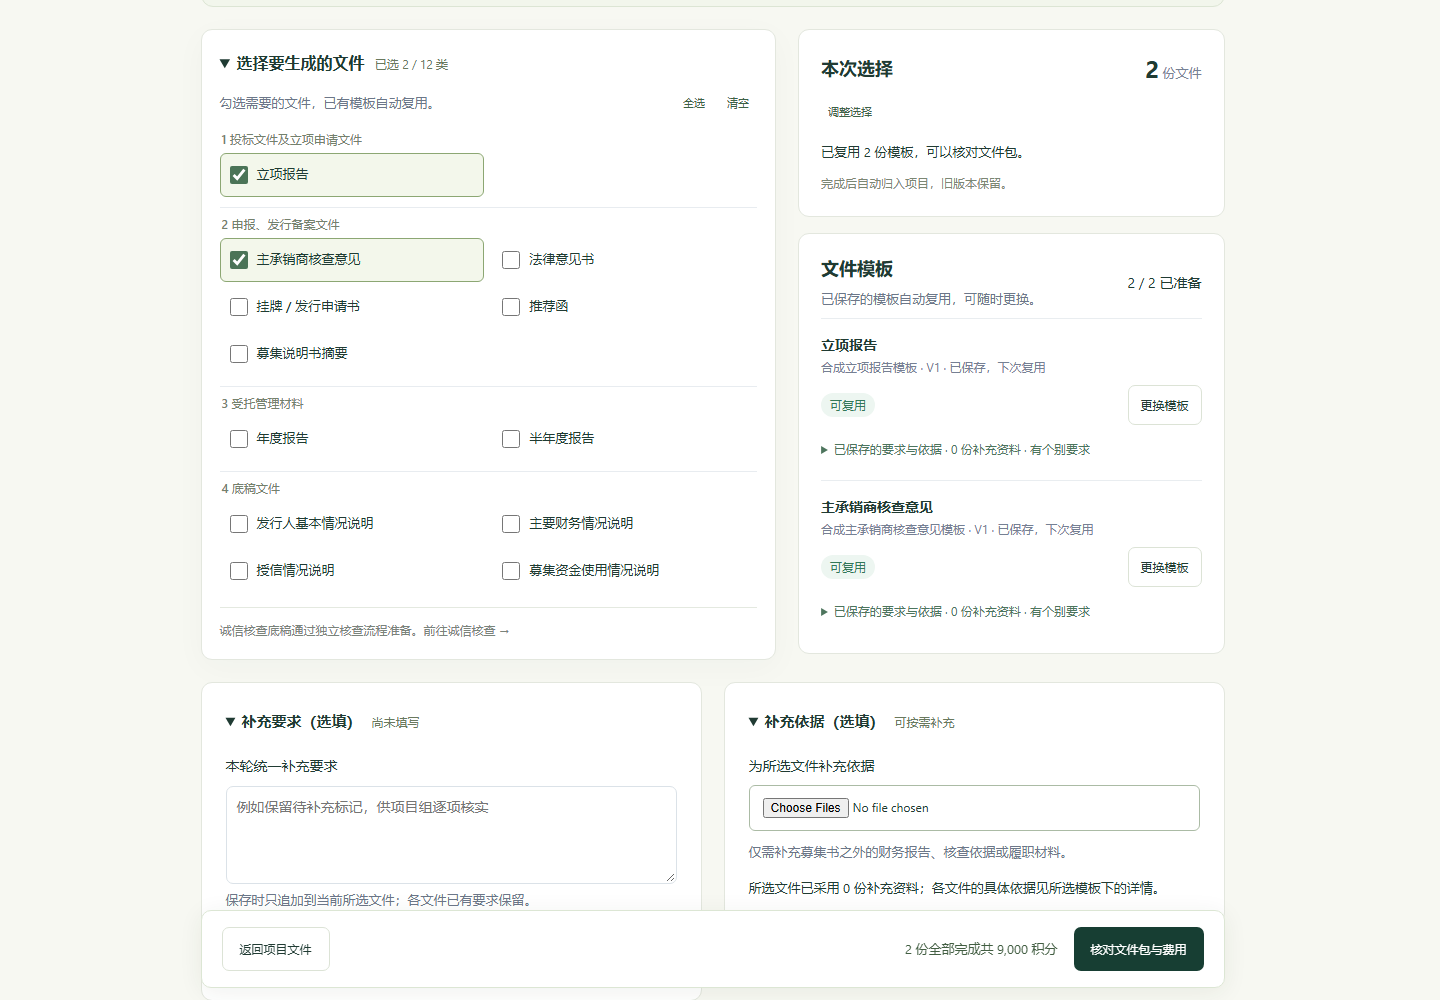 选择要生成的文件 已选 2 / 12 类
勾选需要的文件，已有模板自动复用。 全选 清空
1 投标文件及立项申请文件
立项报告
2 申报、发行备案文件
主承销商核查意见 法律意见书
挂牌 / 发行申请书 推荐函
募集说明书摘要
3 受托管理材料
年度报告 半年度报告
4 底稿文件
发行人基本情况说明 主要财务情况说明
授信情况说明 募集资金使用情况说明
诚信核查底稿通过独立核查流程准备。前往诚信核查 →
本次选择 2 份文件
调整选择
已复用 2 份模板，可以核对文件包。
完成后自动归入项目，旧版本保留。
文件模板
已保存的模板自动复用，可随时更换。 2 / 2 已准备
立项报告
合成立项报告模板 · V1 · 已保存，下次复用
可复用 更换模板
已保存的要求与依据 · 0 份补充资料 · 有个别要求
主承销商核查意见
合成主承销商核查意见模板 · V1 · 已保存，下次复用
可复用 更换模板
已保存的要求与依据 · 0 份补充资料 · 有个别要求
补充要求（选填） 尚未填写
本轮统一补充要求
例如保留待补充标记，供项目组逐项核实
保存时只追加到当前所选文件；各文件已有要求保留。
补充依据（选填） 可按需补充
为所选文件补充依据
Choose Files No file chosen
仅需补充募集书之外的财务报告、核查依据或履职材料。
所选文件已采用 0 份补充资料；各文件的具体依据见所选模板下的详情。
返回项目文件 2 份全部完成共 9,000 积分 核对文件包与费用